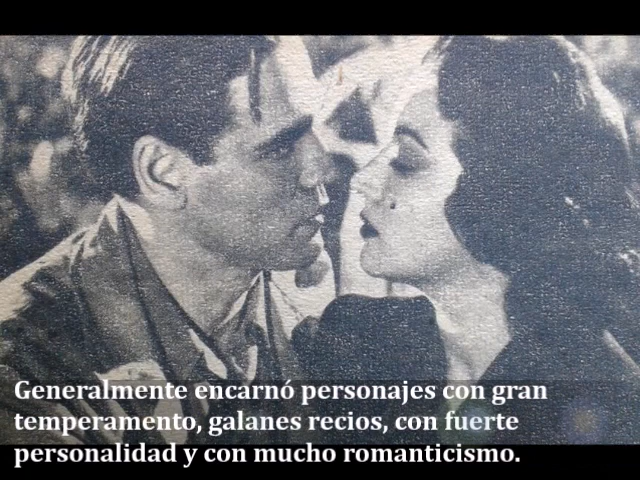 Generalmente encarnó personajes con gran
temperamento, galanes recios, con fuerte
personalidad y con mucho romanticismo.